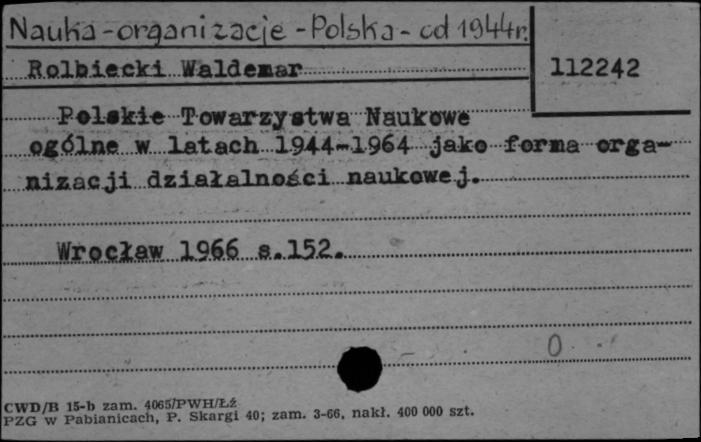 Nauka - organizacje - Polska - od 1944r.
Rolbiecki Waldemar
112242
Polskie Towarzystwa Naukowe
ogólne w latach 1944-1964 jako forma orga-
nizacji działalności naukowej.
Wrocław 1966 s.152.
0
CWD/B 15-b zam. 4065/PWH/Łź
PZG w Pabianicach, P. Skargi 40; zam. 3-66, nakł. 400 000 szt.